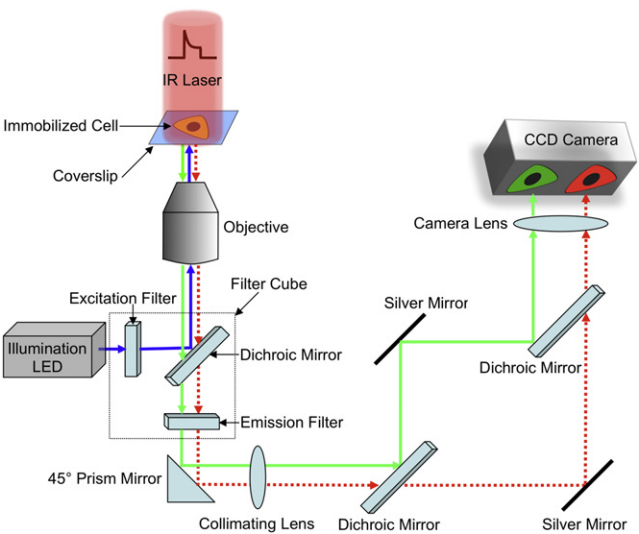 IR Laser
Immobilized Cell
Coverslip
CCD Camera
Objective
Camera Lens
Filter Cube
Excitation Filter
Silver Mirror
Illumination
LED
Dichroic Mirror
Dichroic Mirror
Emission Filter
45° Prism Mirror
Collimating Lens
Dichroic Mirror
Silver Mirror